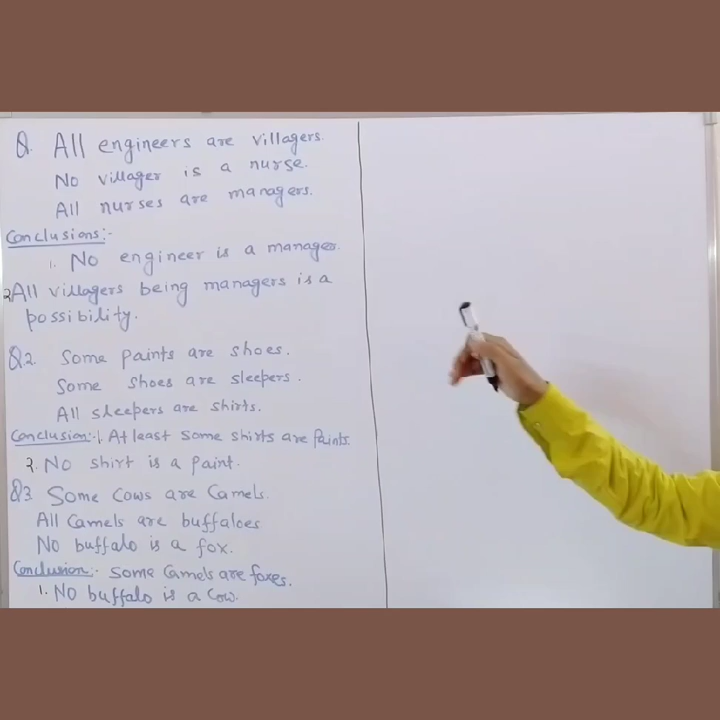 Q. All engineers are villagers.
No villager is a nurse.
All nurses are managers.
Conclusions:-
1. No engineer is a manager.
2. All villagers being managers is a
possibility.
Q2. Some paints are shoes.
Some shoes are sleepers.
All sleepers are shirts.
Conclusion:- 1. At least some shirts are Paints.
2. No shirt is a paint.
Q3 Some Cows are Camels.
All Camels are buffaloes
No buffalo is a fox.
Conclusion:- Some Camels are foxes.
1. No buffalo is a Cow.